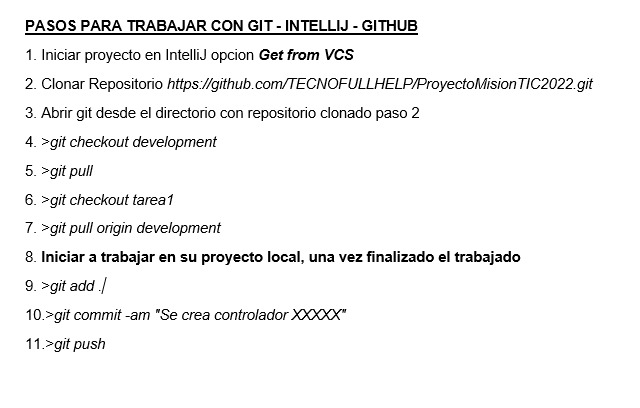 PASOS PARA TRABAJAR CON GIT - INTELLIJ - GITHUB
1. Iniciar proyecto en IntelliJ opcion Get from VCS
2. Clonar Repositorio https://github.com/TECNOFULLHELP/ProyectoMisionTIC2022.git
3. Abrir git desde el directorio con repositorio clonado paso 2
4. >git checkout development
5. >git pull
6. >git checkout tarea1
7. >git pull origin development
8. Iniciar a trabajar en su proyecto local, una vez finalizado el trabajado
9. >git add .
10.>git commit -am "Se crea controlador XXXXX"
11.>git push